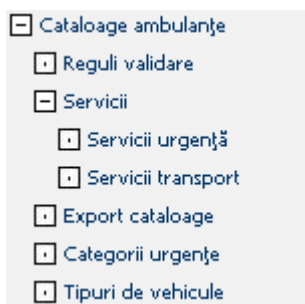 Cataloage ambulanțe
Reguli validare
Servicii
Servicii urgență
Servicii transport
Export cataloage
Categorii urgențe
Tipuri de vehicule